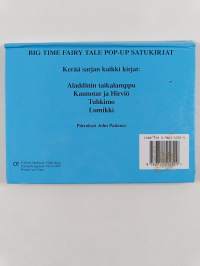 BIG TIME FAIRY TALE POP-UP SATUKIRJAT
Kerää sarjan kaikki kirjat:
Aladdinin taikalamppu
Kaunotar ja Hirviö
Tuhkimo
Lumikki
Piirtänyt John Patience